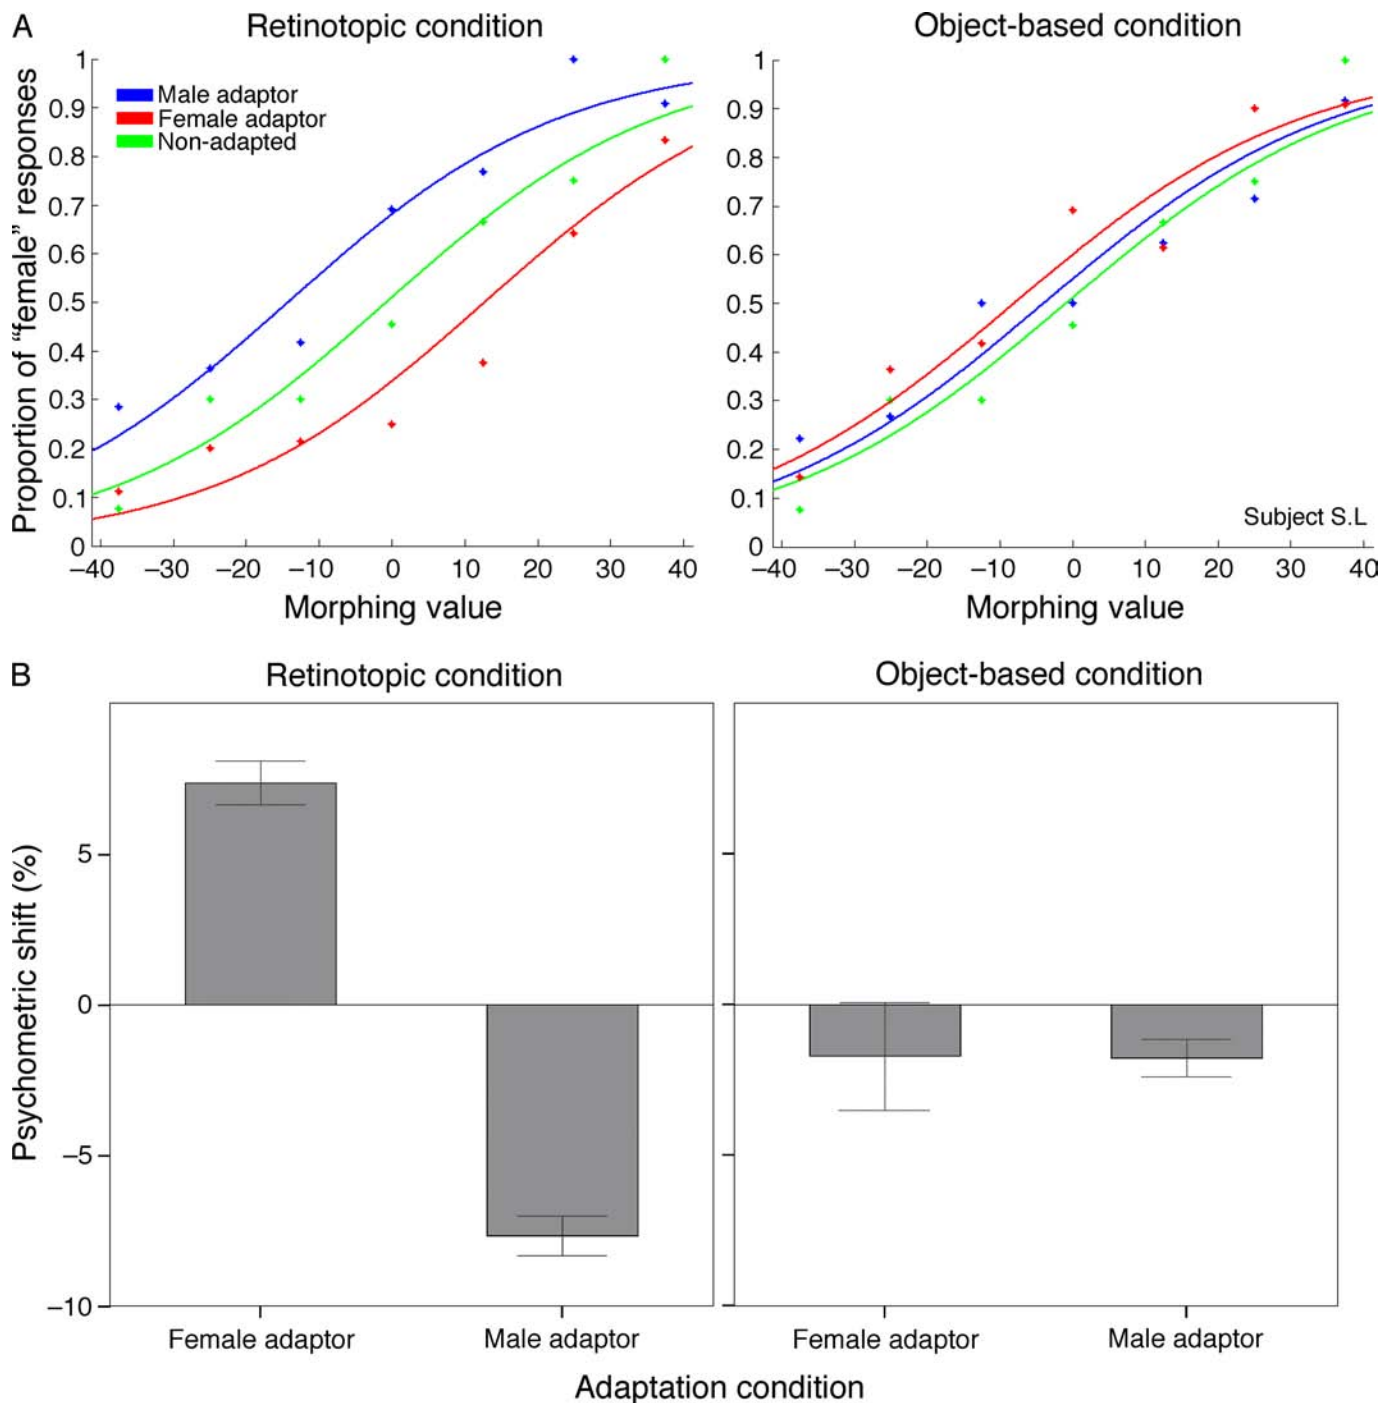 A
Retinotopic condition
Object-based condition
Proportion of “female” responses
1
0.9
0.8
0.7
0.6
0.5
0.4
0.3
0.2
0.1
0
Male adaptor
Female adaptor
Non-adapted
–40 –30 –20 –10 0 10 20 30 40
Morphing value
1
0.9
0.8
0.7
0.6
0.5
0.4
0.3
0.2
0.1
0
Subject S.L
–40 –30 –20 –10 0 10 20 30 40
Morphing value
B
Retinotopic condition
Object-based condition
Psychometric shift (%)
5
0
–5
–10
Female adaptor
Male adaptor
Female adaptor
Male adaptor
Adaptation condition